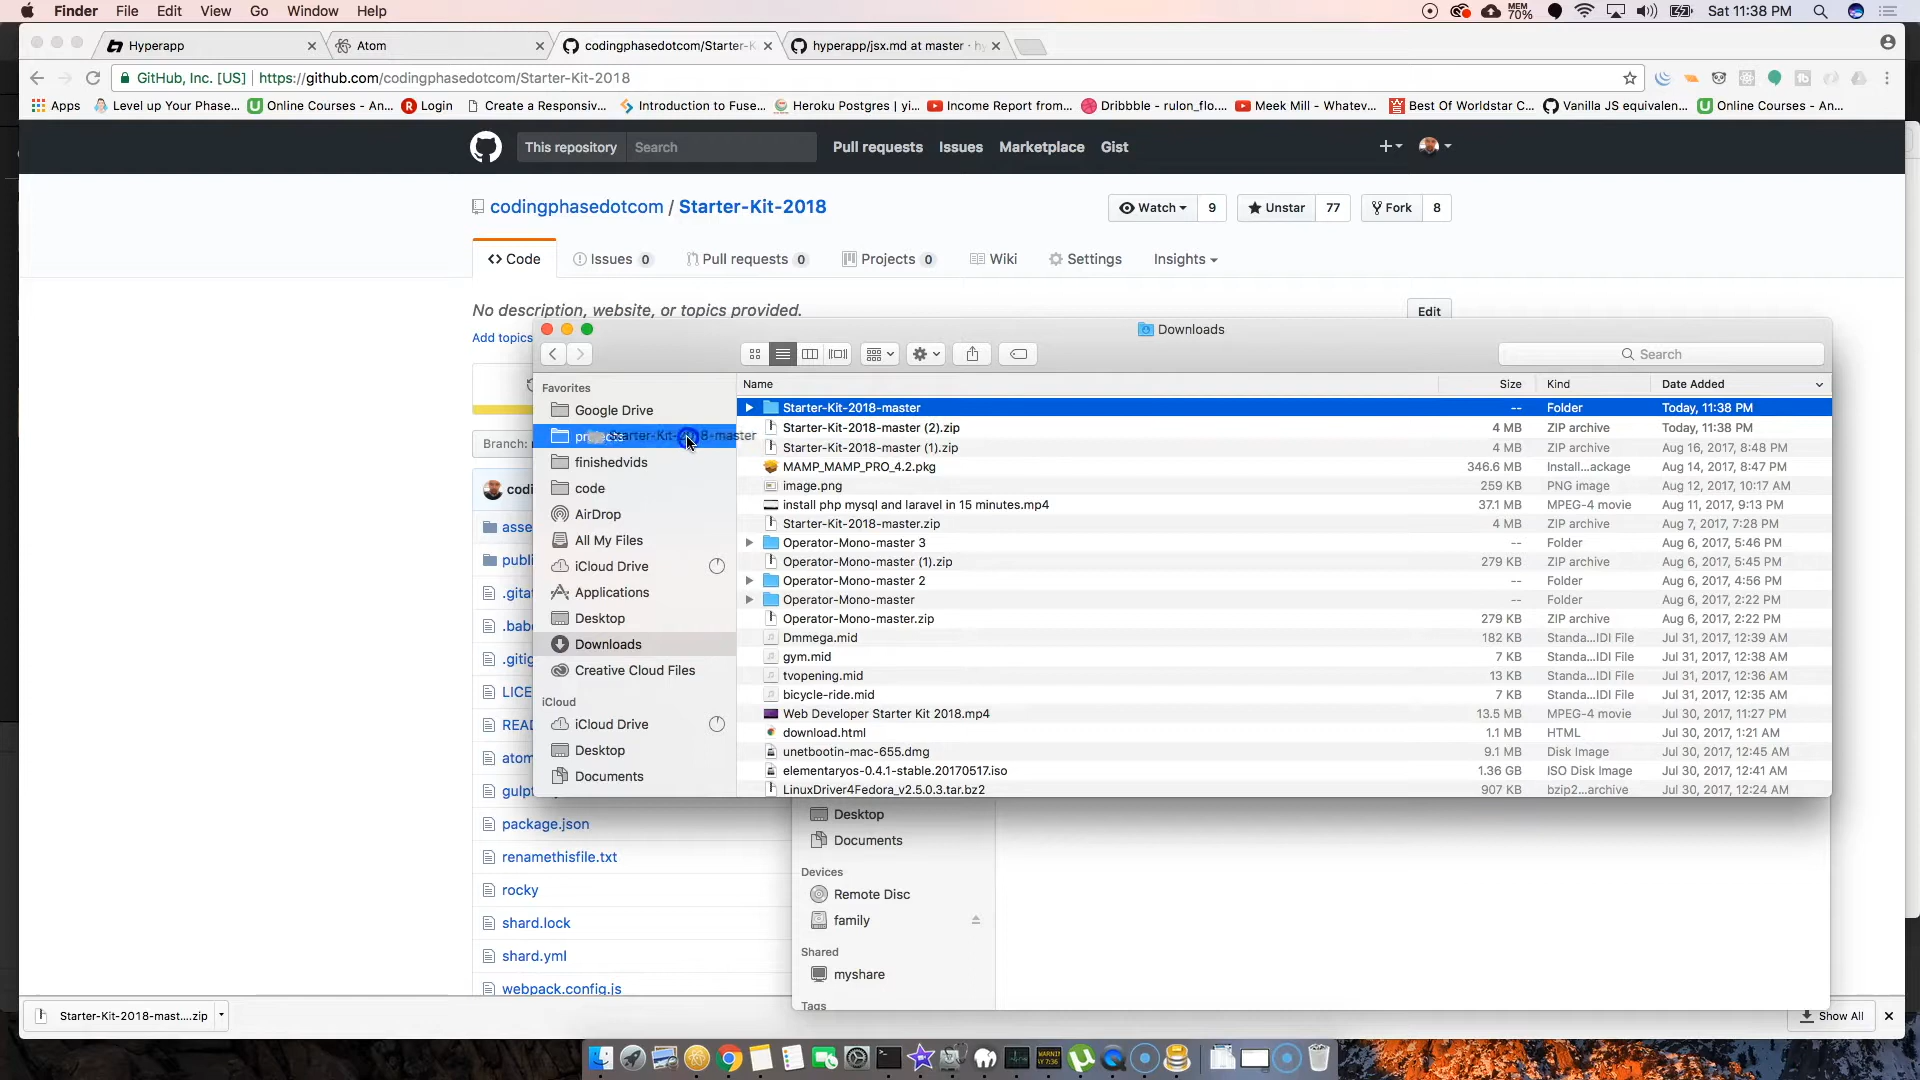 Finder File Edit View Go Window Help
MEM 70% Sat 11:38 PM
Hyperapp
Atom
codingphasedotcom/Starter-K
hyperapp/jsx.md at master · hy
GitHub, Inc. [US] https://github.com/codingphasedotcom/Starter-Kit-2018
Apps Level up Your Phase... Online Courses - An... Login Create a Responsiv... Introduction to Fuse... Heroku Postgres | yi... Income Report from... Dribbble - rulon_flo.... Meek Mill - Whatev... Best Of Worldstar C... Vanilla JS equivalen... Online Courses - An...
This repository Search Pull requests Issues Marketplace Gist
codingphasedotcom / Starter-Kit-2018
Watch 9 Unstar 77 Fork 8
Code Issues 0 Pull requests 0 Projects 0 Wiki Settings Insights
No description, website, or topics provided.
Edit
Add topics
Downloads
Search
Favorites
Google Drive
projects
finishedvids
code
AirDrop
All My Files
iCloud Drive
Applications
Desktop
Downloads
Creative Cloud Files
iCloud
iCloud Drive
Desktop
Documents
Starter-Kit-2018-master
Name Size Kind Date Added
Starter-Kit-2018-master -- Folder Today, 11:38 PM
Starter-Kit-2018-master (2).zip 4 MB ZIP archive Today, 11:38 PM
Starter-Kit-2018-master (1).zip 4 MB ZIP archive Aug 16, 2017, 8:48 PM
MAMP_MAMP_PRO_4.2.pkg 346.6 MB Install...ackage Aug 14, 2017, 8:47 PM
image.png 259 KB PNG image Aug 12, 2017, 10:17 AM
install php mysql and laravel in 15 minutes.mp4 37.1 MB MPEG-4 movie Aug 11, 2017, 9:13 PM
Starter-Kit-2018-master.zip 4 MB ZIP archive Aug 7, 2017, 7:28 PM
Operator-Mono-master 3 -- Folder Aug 6, 2017, 5:46 PM
Operator-Mono-master (1).zip 279 KB ZIP archive Aug 6, 2017, 5:45 PM
Operator-Mono-master 2 -- Folder Aug 6, 2017, 4:56 PM
Operator-Mono-master -- Folder Aug 6, 2017, 2:22 PM
Operator-Mono-master.zip 279 KB ZIP archive Aug 6, 2017, 2:22 PM
Dmmega.mid 182 KB Standa...IDI File Jul 31, 2017, 12:39 AM
gym.mid 7 KB Standa...IDI File Jul 31, 2017, 12:38 AM
tvopening.mid 13 KB Standa...IDI File Jul 31, 2017, 12:36 AM
bicycle-ride.mid 7 KB Standa...IDI File Jul 31, 2017, 12:35 AM
Web Developer Starter Kit 2018.mp4 13.5 MB MPEG-4 movie Jul 30, 2017, 11:27 PM
download.html 1.1 MB HTML Jul 30, 2017, 1:21 AM
unetbootin-mac-655.dmg 9.1 MB Disk Image Jul 30, 2017, 12:45 AM
elementaryos-0.4.1-stable.20170517.iso 1.36 GB ISO Disk Image Jul 30, 2017, 12:41 AM
LinuxDriver4Fedora_v2.5.0.3.tar.bz2 907 KB bzip2...archive Jul 30, 2017, 12:24 AM
Branch:
codi
asse
publi
.gitat
.babe
.gitig
LICE
READ
atom
gulp
package.json
renamethisfile.txt
rocky
shard.lock
shard.yml
webpack.config.js
Desktop
Documents
Devices
Remote Disc
family
Shared
myshare
Tags
Starter-Kit-2018-mast....zip
Show All